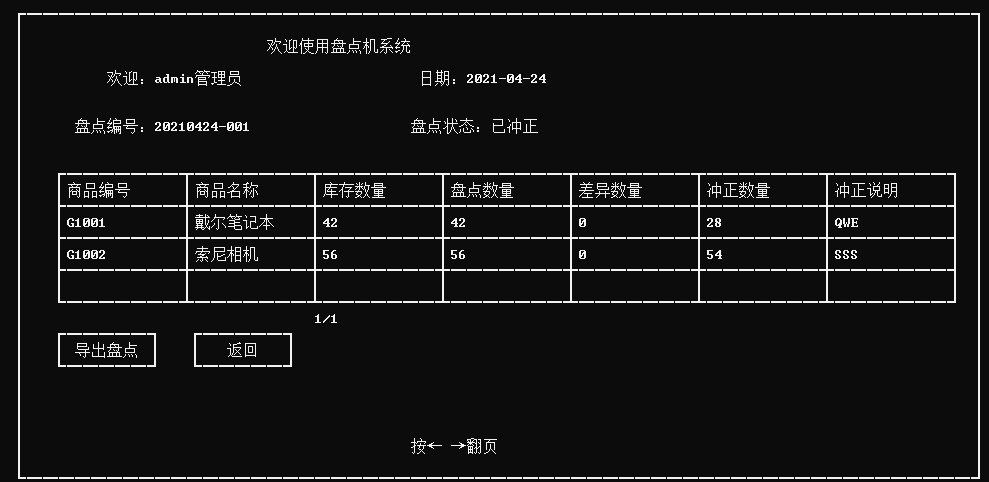 欢迎使用盘点机系统
欢迎：admin管理员 日期：2021-04-24
盘点编号：20210424-001 盘点状态：已冲正
商品编号 商品名称 库存数量 盘点数量 差异数量 冲正数量 冲正说明
G1001 戴尔笔记本 42 42 0 28 QWE
G1002 索尼相机 56 56 0 54 SSS
1/1
导出盘点 返回
按← →翻页